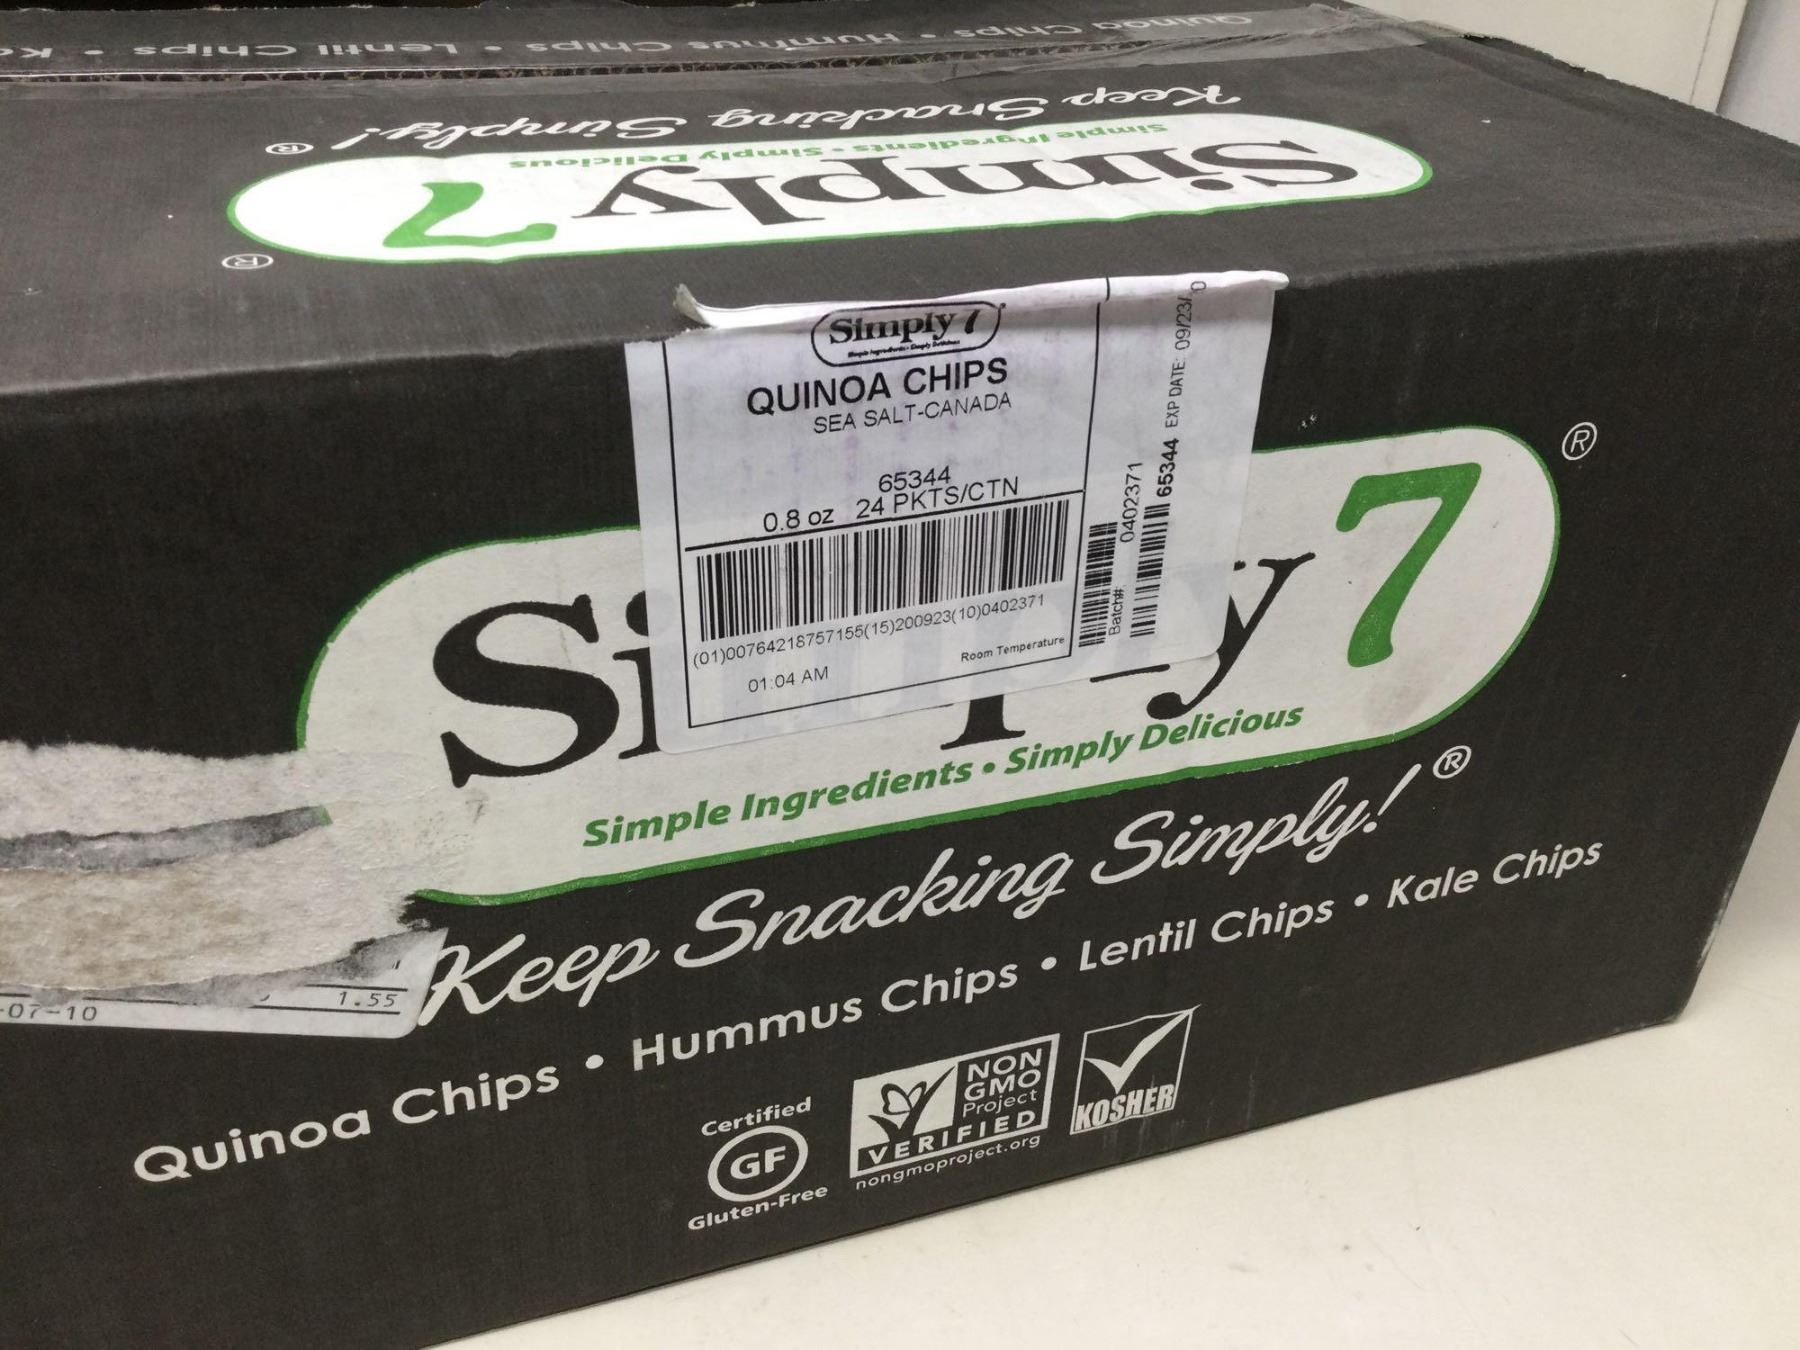 Quinoa Chips • Hummus Chips • Lentil Chips •
Keep Snacking Simply! ®
Simple Ingredients • Simply Delicious
Simply 7 ®
Simply 7
QUINOA CHIPS
SEA SALT-CANADA
65344
0.8 oz 24 PKTS/CTN
(01)00764218757155(15)200923(10)0402371
01:04 AM
Room Temperature
Batch#: 0402371
65344 EXP DATE: 09/23/
7 ®
Simple Ingredients • Simply Delicious
Keep Snacking Simply! ®
Quinoa Chips • Hummus Chips • Lentil Chips • Kale Chips
-07-10
1.55
Certified
GF
Gluten-Free
NON
GMO
Project
VERIFIED
nongmoproject.org
KOSHER